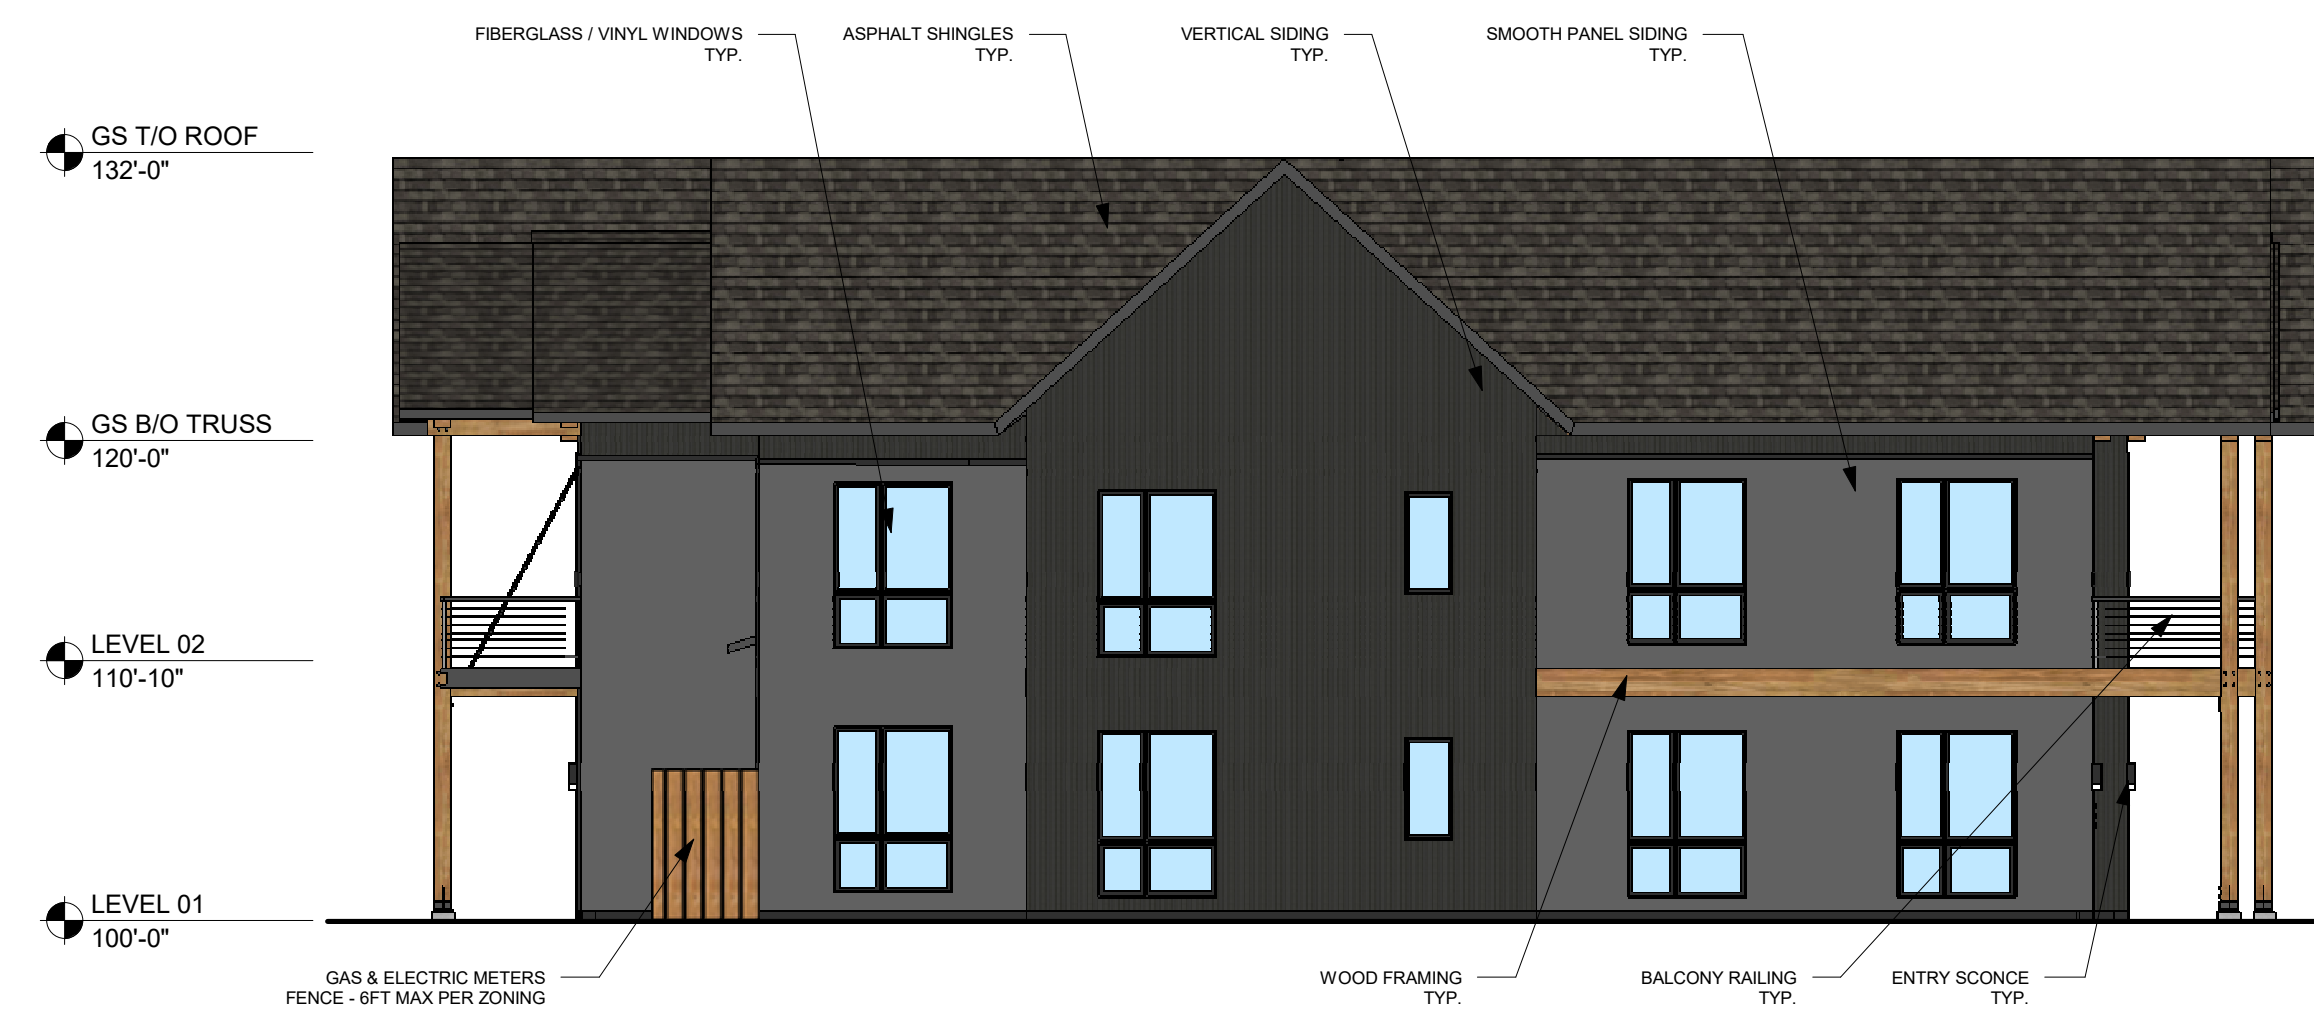 FIBERGLASS / VINYL WINDOWS
TYP.
ASPHALT SHINGLES
TYP.
VERTICAL SIDING
TYP.
SMOOTH PANEL SIDING
TYP.
GS T/O ROOF
132'-0"
GS B/O TRUSS
120'-0"
LEVEL 02
110'-10"
LEVEL 01
100'-0"
GAS & ELECTRIC METERS
FENCE - 6FT MAX PER ZONING
WOOD FRAMING
TYP.
BALCONY RAILING
TYP.
ENTRY SCONCE
TYP.